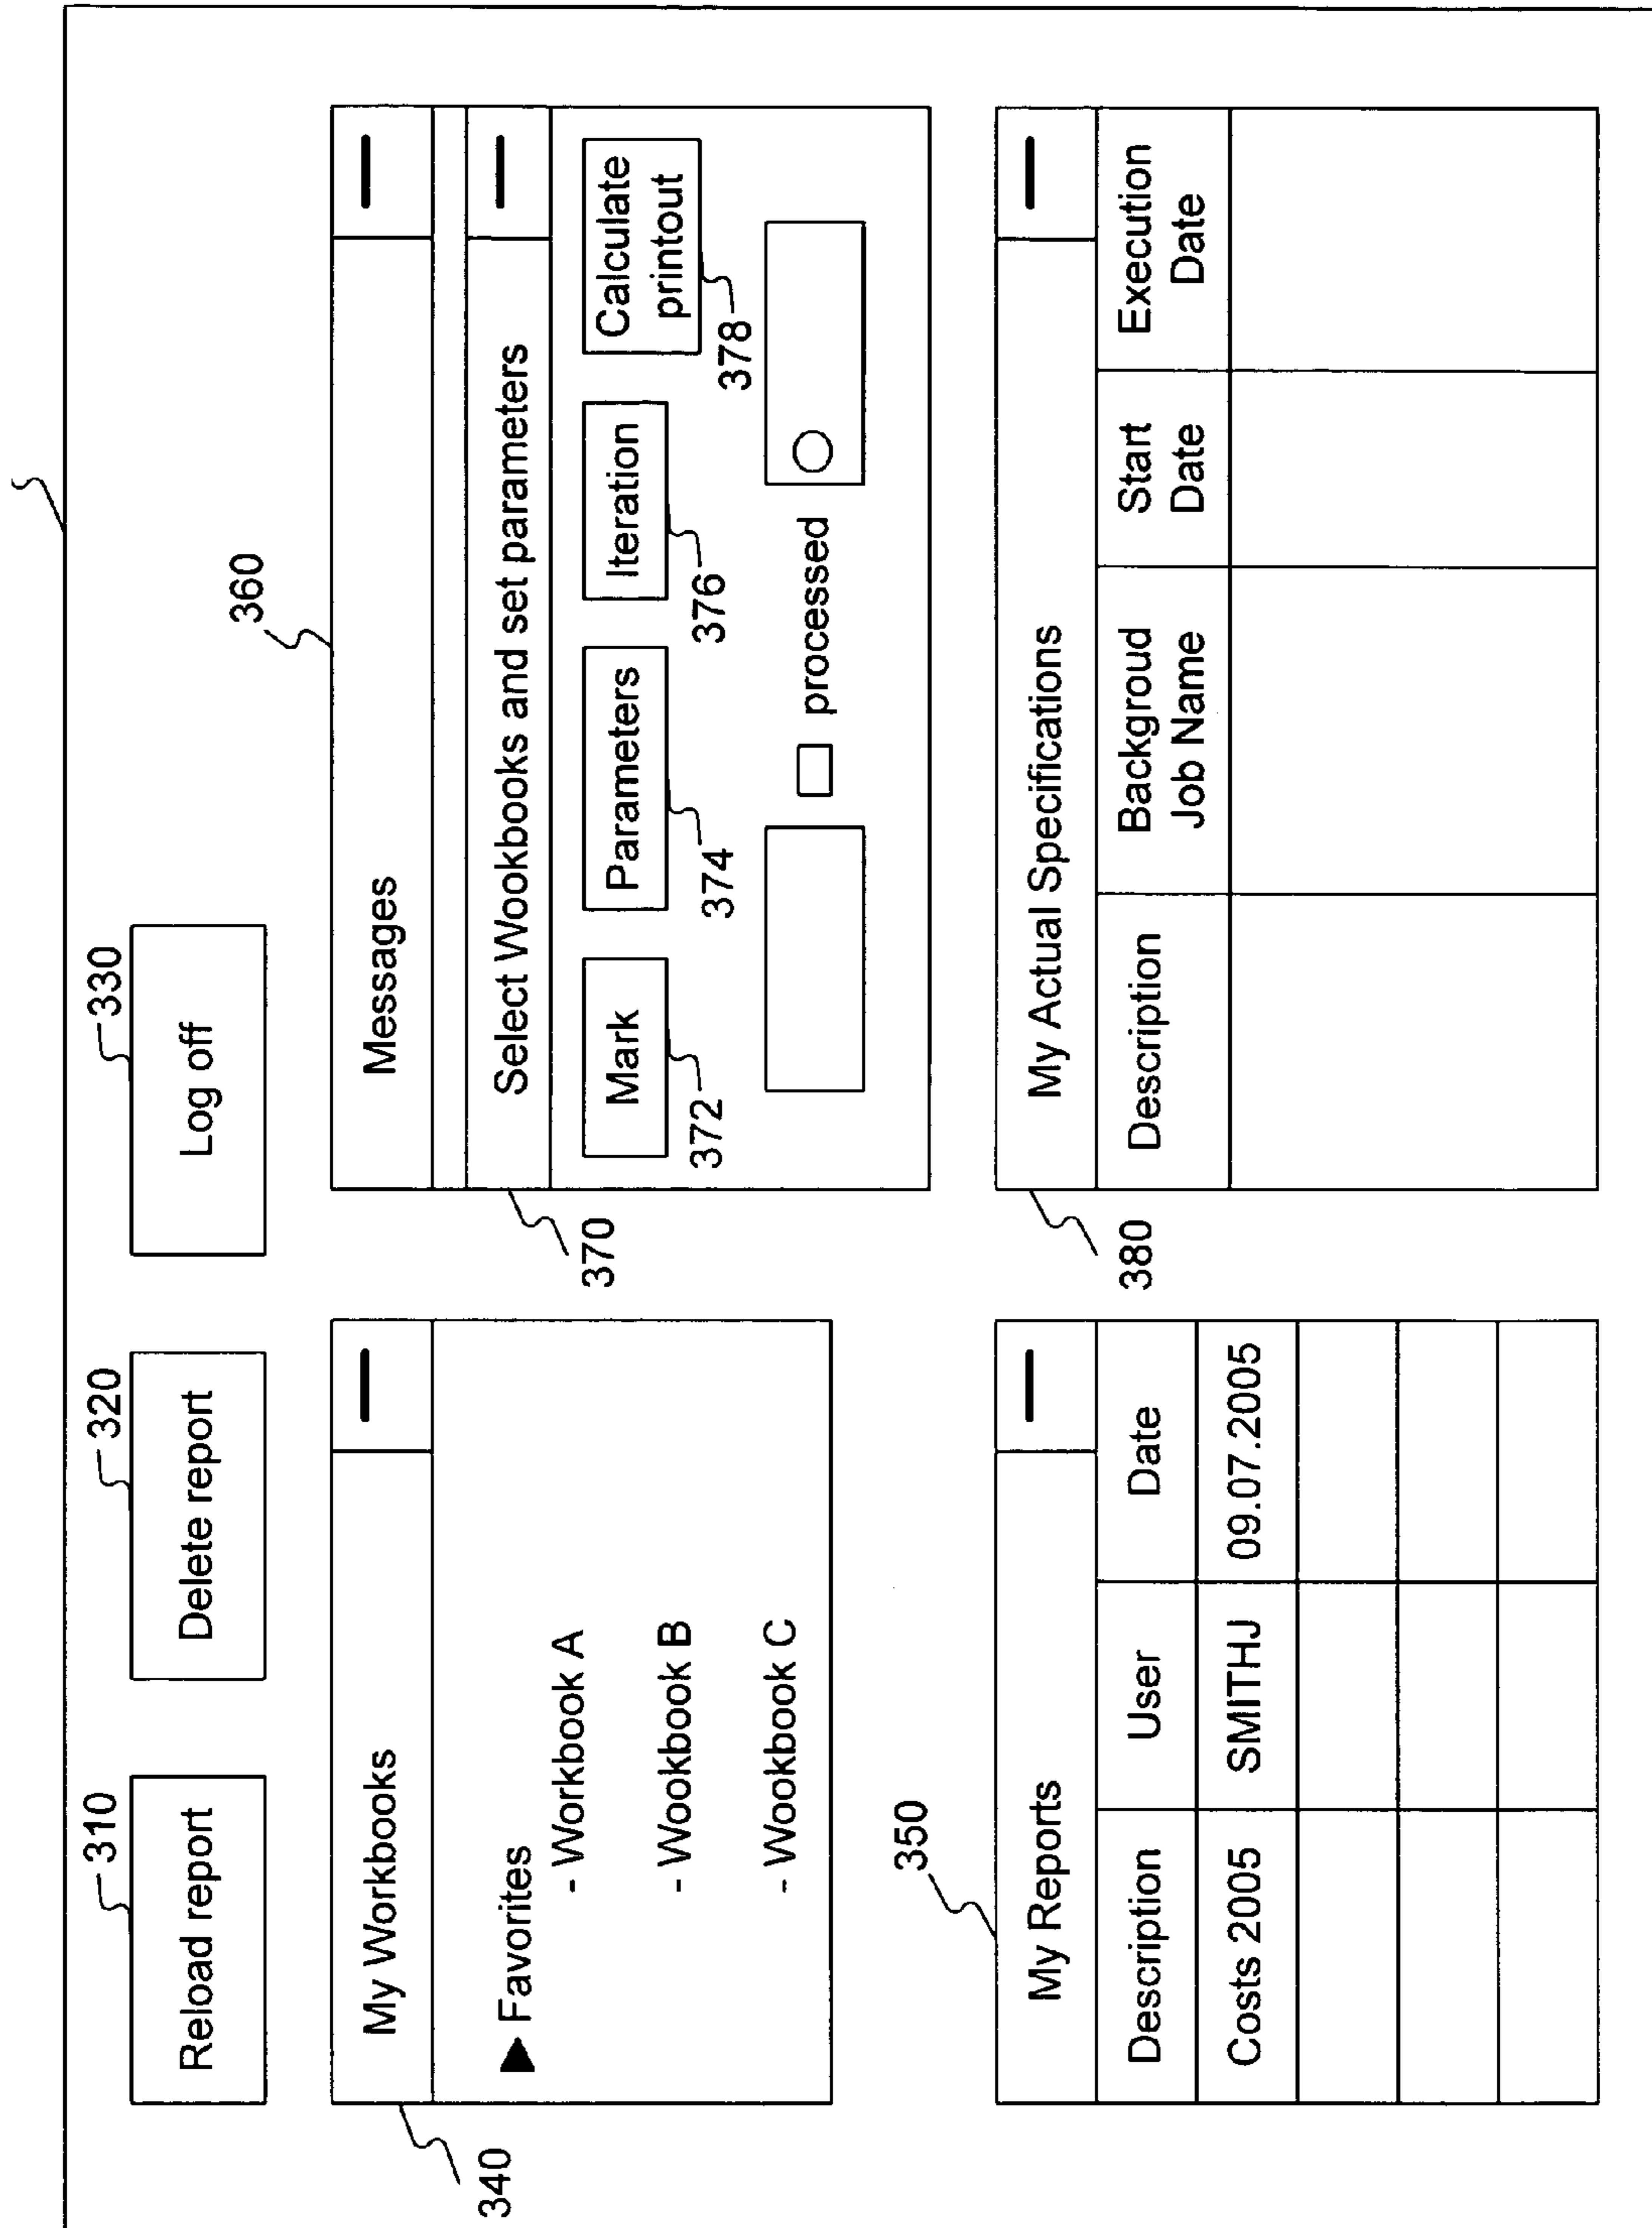 310
320
330
Reload report
Delete report
Log off
340
My Workbooks
Favorites
- Workbook A
- Wookbook B
- Wookbook C
360
Messages
370
Select Wookbooks and set parameters
Mark
Parameters
Iteration
Calculate
printout
372
374
376
378
processed
350
My Reports
Description User Date
Costs 2005 SMITHJ 09.07.2005
380
My Actual Specifications
Description
Backgroud
Job Name
Start
Date
Execution
Date